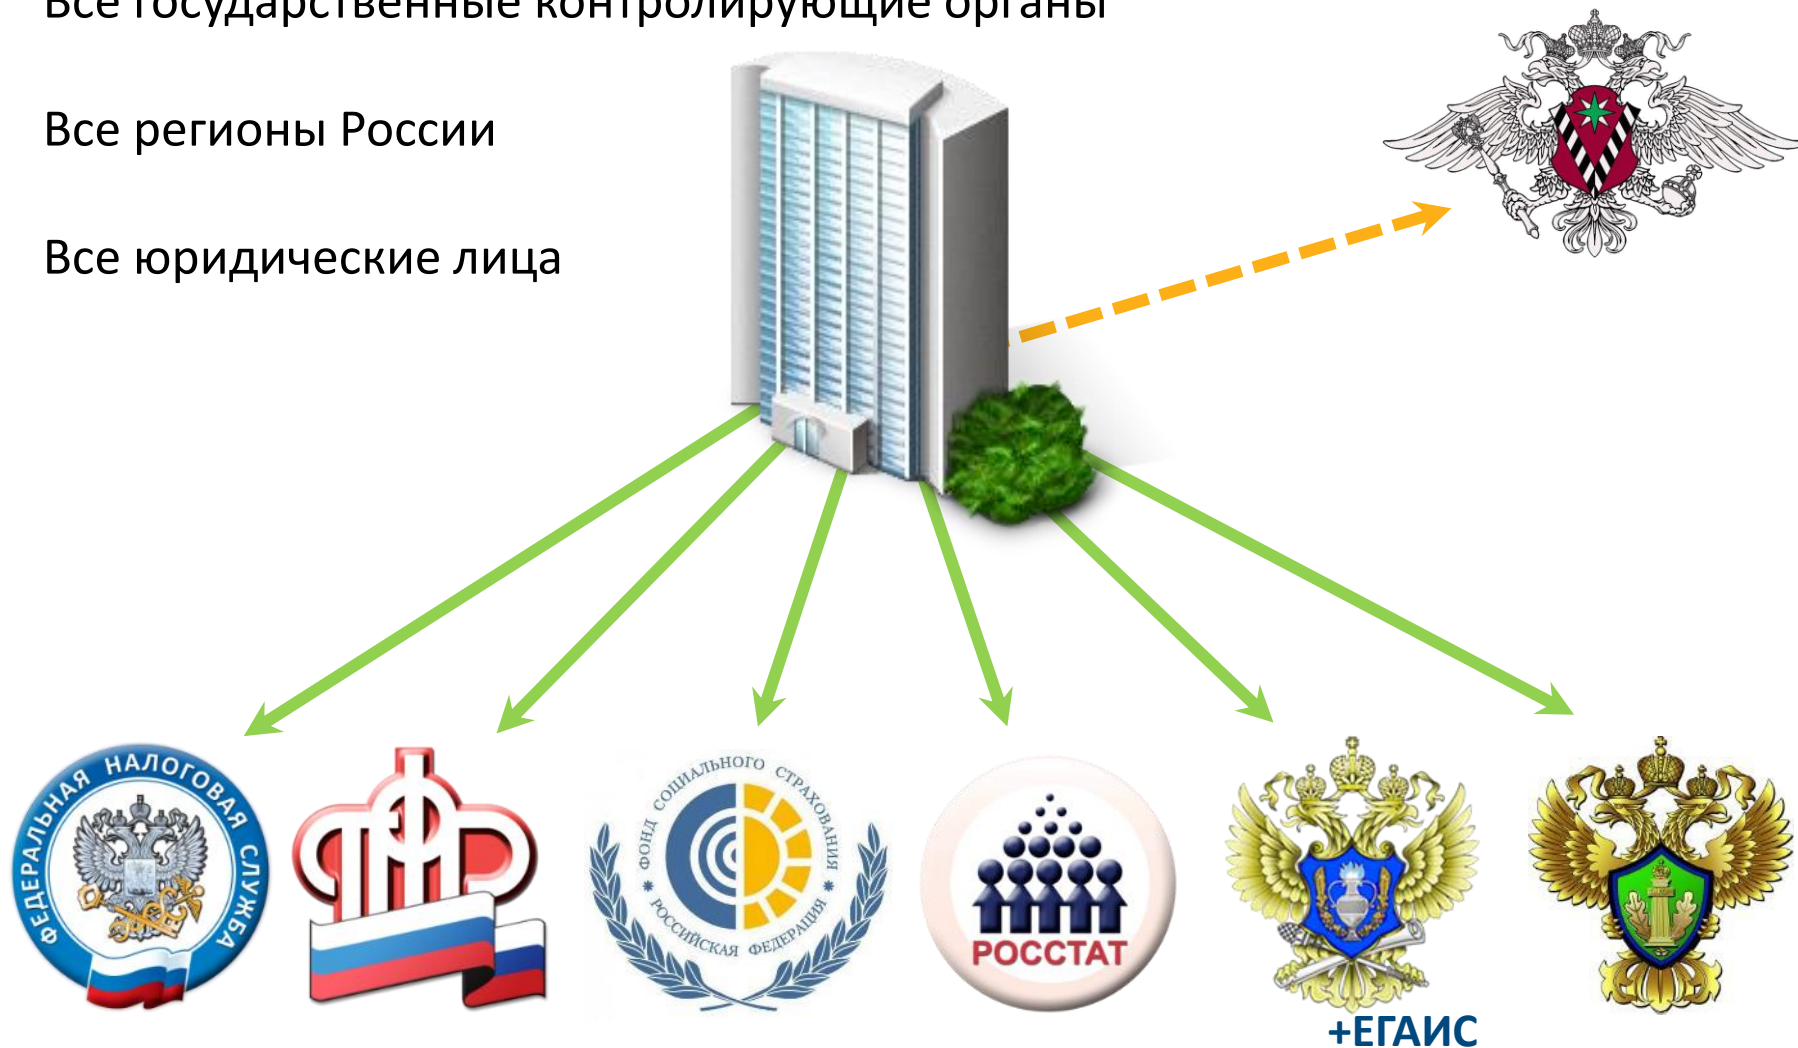 Все государственные контролирующие органы
Все регионы России
Все юридические лица
ФЕДЕРАЛЬНАЯ НАЛОГОВАЯ СЛУЖБА
ПФР
ФОНД СОЦИАЛЬНОГО СТРАХОВАНИЯ
РОССИЙСКАЯ ФЕДЕРАЦИЯ
РОССТАТ
+ЕГАИС